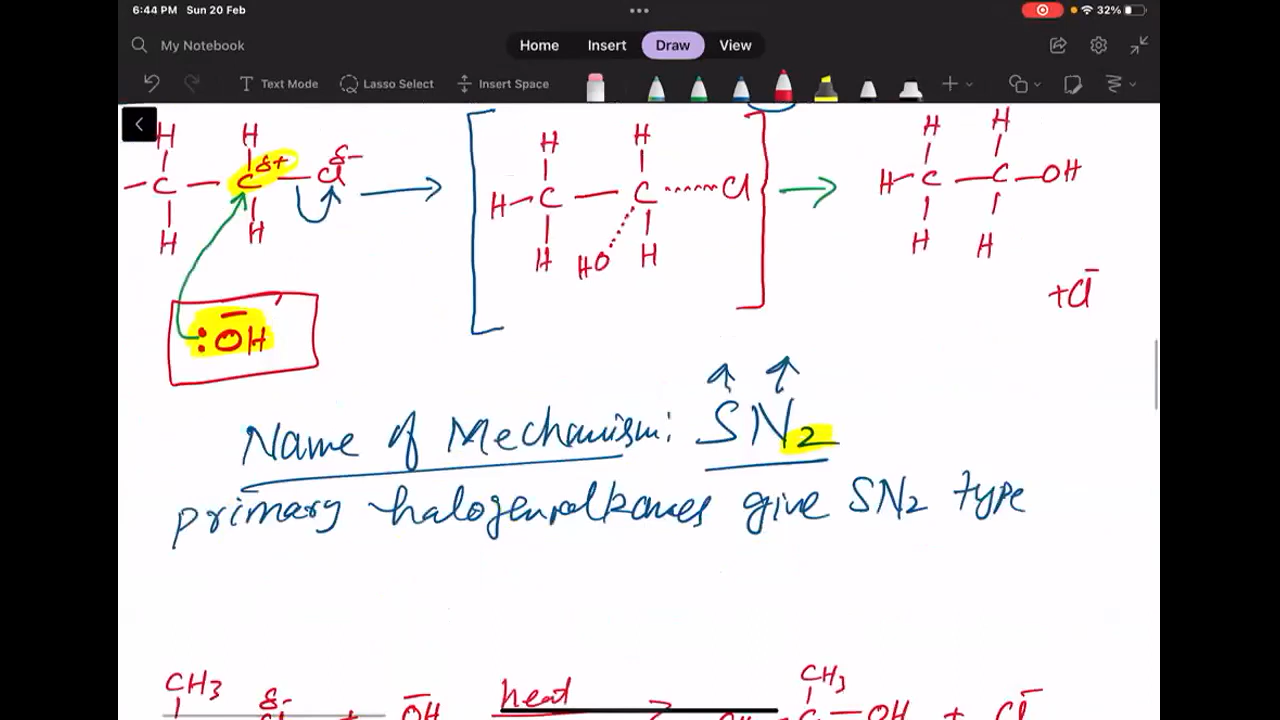 6:44 PM Sun 20 Feb
32%
My Notebook
Home Insert Draw View
Text Mode Lasso Select Insert Space
H H H H H H
δ+ δ-
C C Cl H C C Cl H C C OH
H H H HO H H H
+Cl⁻
:ŌH
Name of Mechanism: SN2
primary halogenoalkanes give SN2 type
CH3 CH3
δ- heat
+ ŌH C OH + Cl⁻